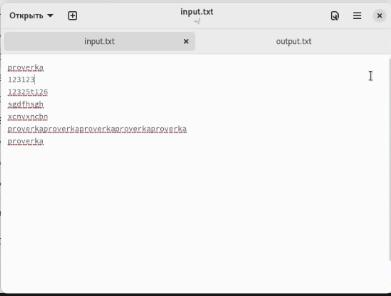 Открыть
input.txt
~/
input.txt
output.txt
proverka
123123
12325t126
sgdfhsgh
xcnvxncbn
proverkaproverkaproverkaproverkaproverka
proverka